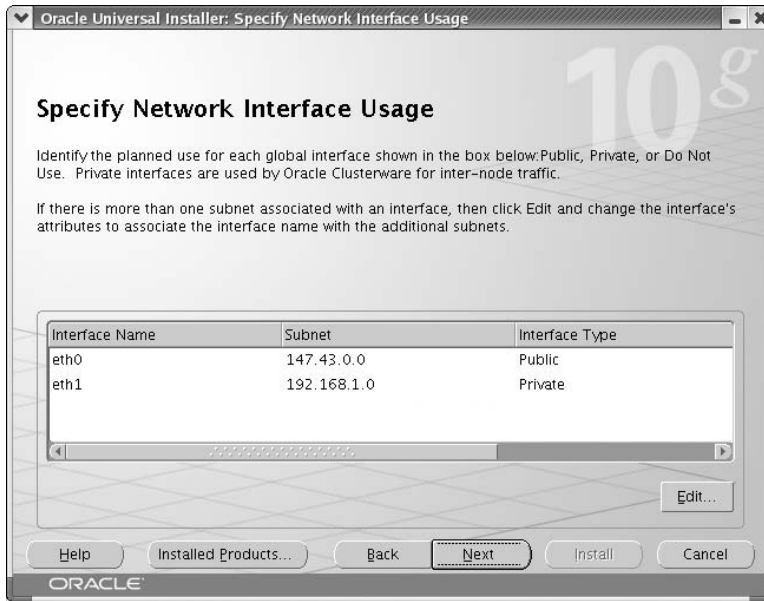 Oracle Universal Installer: Specify Network Interface Usage
10g
Specify Network Interface Usage
Identify the planned use for each global interface shown in the box below:Public, Private, or Do Not
Use. Private interfaces are used by Oracle Clusterware for inter-node traffic.
If there is more than one subnet associated with an interface, then click Edit and change the interface's
attributes to associate the interface name with the additional subnets.
Interface Name Subnet Interface Type
eth0 147.43.0.0 Public
eth1 192.168.1.0 Private
Edit...
Help Installed Products... Back Next Install Cancel
ORACLE